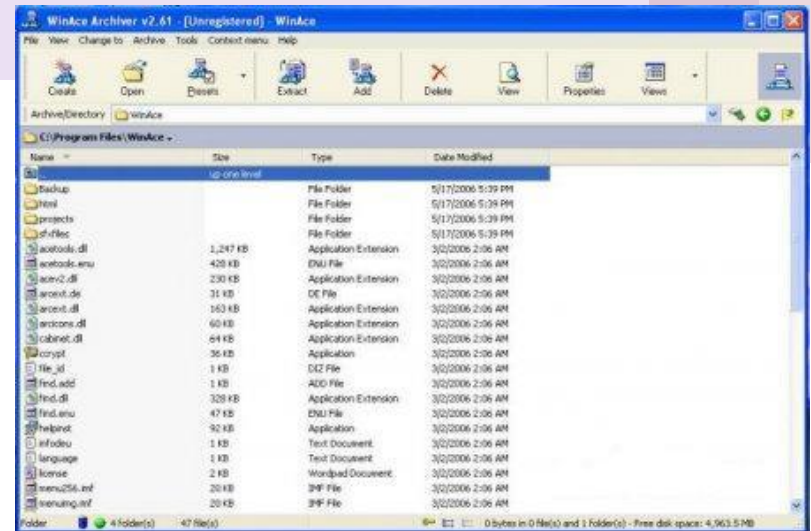 WinAce Archiver v2.61 - [Unregistered] - WinAce
File View Change to Archive Tools Context menu Help
Create Open Presets Extract Add Delete View Properties Views
Archive/Directory WinAce
C:\Program Files\WinAce
Name Size Type Date Modified
.. up one level
Backup File Folder 5/17/2006 5:39 PM
html File Folder 5/17/2006 5:39 PM
projects File Folder 5/17/2006 5:39 PM
sfxfiles File Folder 5/17/2006 5:39 PM
acetools.dll 1,247 KB Application Extension 3/2/2006 2:06 AM
acetools.enu 428 KB ENU File 3/2/2006 2:06 AM
acev2.dll 230 KB Application Extension 3/2/2006 2:06 AM
arcext.de 31 KB DE File 3/2/2006 2:06 AM
arcext.dll 163 KB Application Extension 3/2/2006 2:06 AM
arcicons.dll 60 KB Application Extension 3/2/2006 2:06 AM
cabinet.dll 64 KB Application Extension 3/2/2006 2:06 AM
ccrypt 36 KB Application 3/2/2006 2:06 AM
file_id 1 KB DIZ File 3/2/2006 2:06 AM
find.add 1 KB ADD File 3/2/2006 2:06 AM
find.dll 328 KB Application Extension 3/2/2006 2:06 AM
find.enu 47 KB ENU File 3/2/2006 2:06 AM
helpinst 92 KB Application 3/2/2006 2:06 AM
infodeu 1 KB Text Document 3/2/2006 2:06 AM
language 1 KB Text Document 3/2/2006 2:06 AM
license 2 KB Wordpad Document 3/2/2006 2:06 AM
menu256.imf 20 KB IMF File 3/2/2006 2:06 AM
menuimg.imf 20 KB IMF File 3/2/2006 2:06 AM
Folder 4 folder(s) 47 file(s) 0 bytes in 0 file(s) and 1 folder(s) - Free disk space: 4,963.5 MB